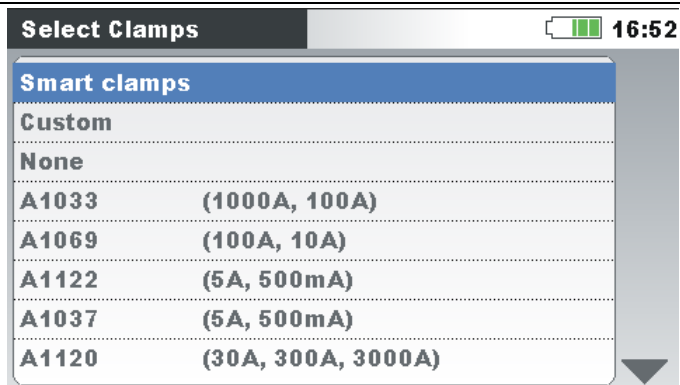 Select Clamps 16:52
Smart clamps
Custom
None
A1033 (1000A, 100A)
A1069 (100A, 10A)
A1122 (5A, 500mA)
A1037 (5A, 500mA)
A1120 (30A, 300A, 3000A)